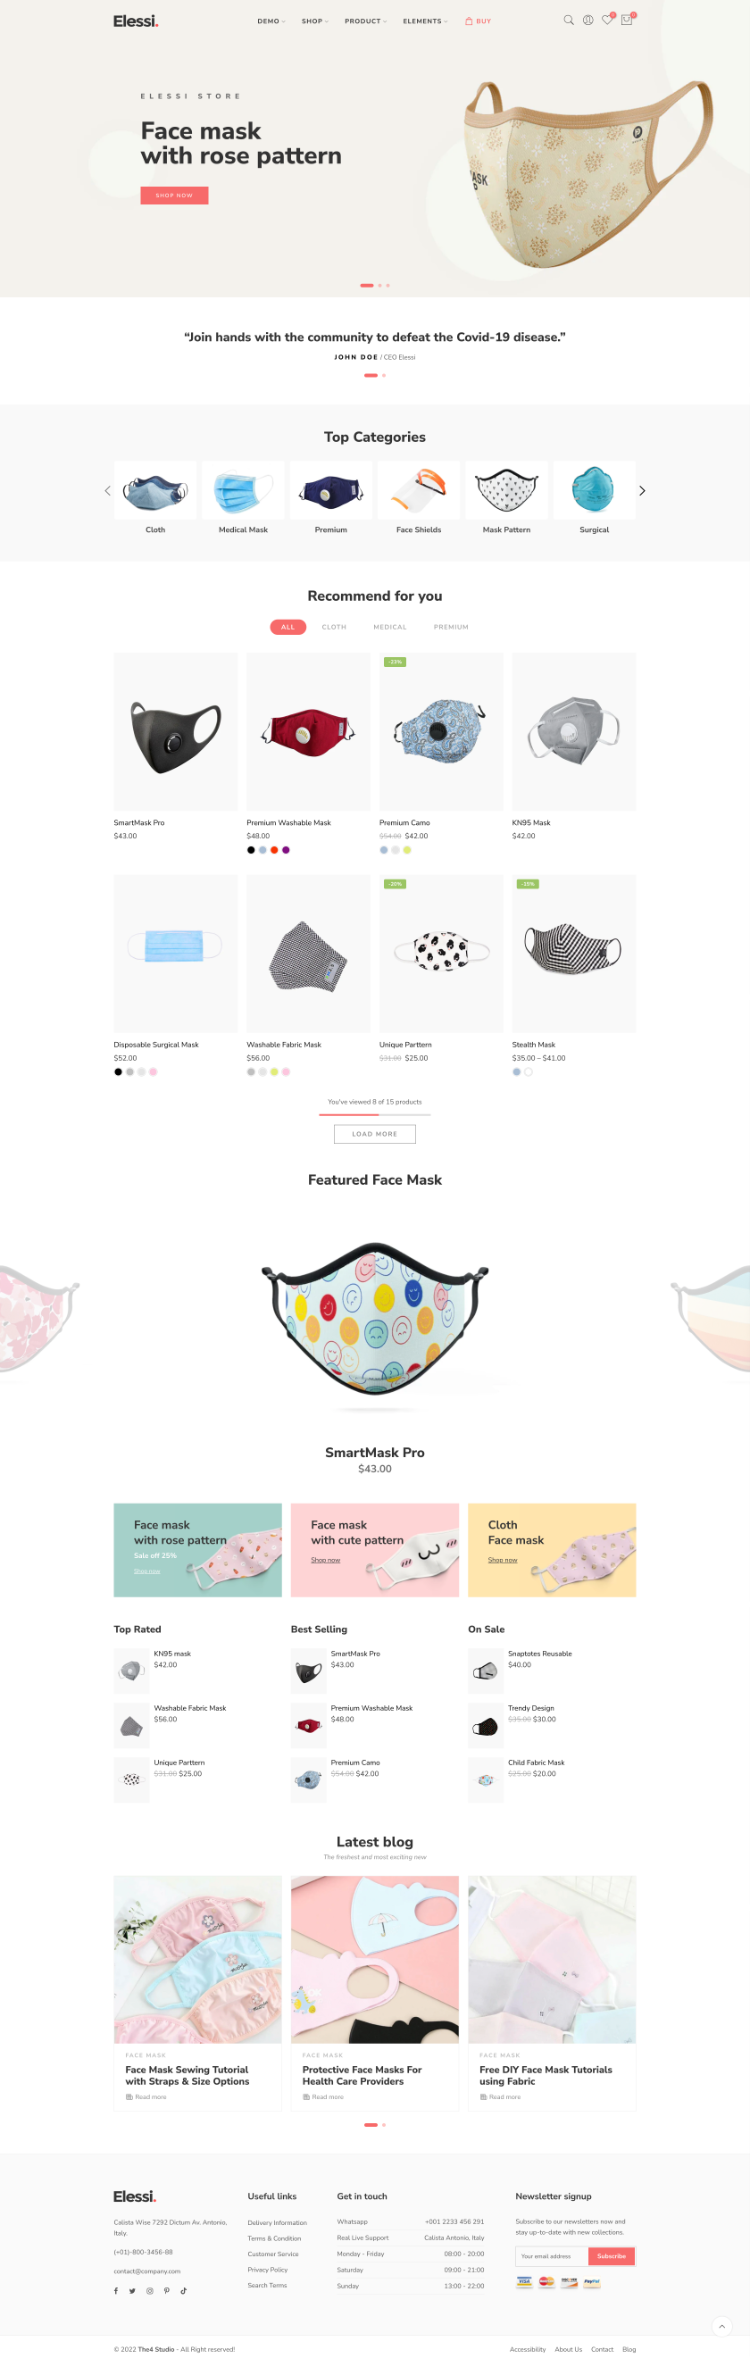 Elessi.
DEMO SHOP PRODUCT ELEMENTS BUY
ELESSI STORE
Face mask
with rose pattern
SHOP NOW
“Join hands with the community to defeat the Covid-19 disease.”
JOHN DOE / CEO Elessi
Top Categories
Cloth Medical Mask Premium Face Shields Mask Pattern Surgical
Recommend for you
ALL CLOTH MEDICAL PREMIUM
SmartMask Pro
$43.00
Premium Washable Mask
$48.00
Premium Camo
$54.00 $42.00
KN95 Mask
$42.00
-20%
-15%
Disposable Surgical Mask
$52.00
Washable Fabric Mask
$56.00
Unique Parttern
$31.00 $25.00
Stealth Mask
$35.00 – $41.00
You've viewed 8 of 15 products
LOAD MORE
Featured Face Mask
SmartMask Pro
$43.00
Face mask
with rose pattern
Sale off 25%
Shop now
Face mask
with cute pattern
Shop now
Cloth
Face mask
Shop now
Top Rated
KN95 mask
$42.00
Washable Fabric Mask
$56.00
Unique Parttern
$31.00 $25.00
Best Selling
SmartMask Pro
$43.00
Premium Washable Mask
$48.00
Premium Camo
$54.00 $42.00
On Sale
Snaptotes Reusable
$40.00
Trendy Design
$35.00 $30.00
Child Fabric Mask
$25.00 $20.00
Latest blog
The freshest and most exciting new
FACE MASK
Face Mask Sewing Tutorial
with Straps & Size Options
Read more
FACE MASK
Protective Face Masks For
Health Care Providers
Read more
FACE MASK
Free DIY Face Mask Tutorials
using Fabric
Read more
Elessi.
Calista Wise 7292 Dictum Av. Antonio,
Italy.
(+01)-800-3456-88
contact@company.com
Useful links
Delivery Information
Terms & Condition
Customer Service
Privacy Policy
Search Terms
Get in touch
Whatsapp +001 2233 456 291
Real Live Support Calista Antonio, Italy
Monday - Friday 08:00 - 20:00
Saturday 09:00 - 21:00
Sunday 13:00 - 22:00
Newsletter signup
Subscribe to our newsletters now and
stay up-to-date with new collections.
Your email address Subscribe
VISA PayPal
© 2022 The4 Studio - All Right reserved!
Accessibility About Us Contact Blog